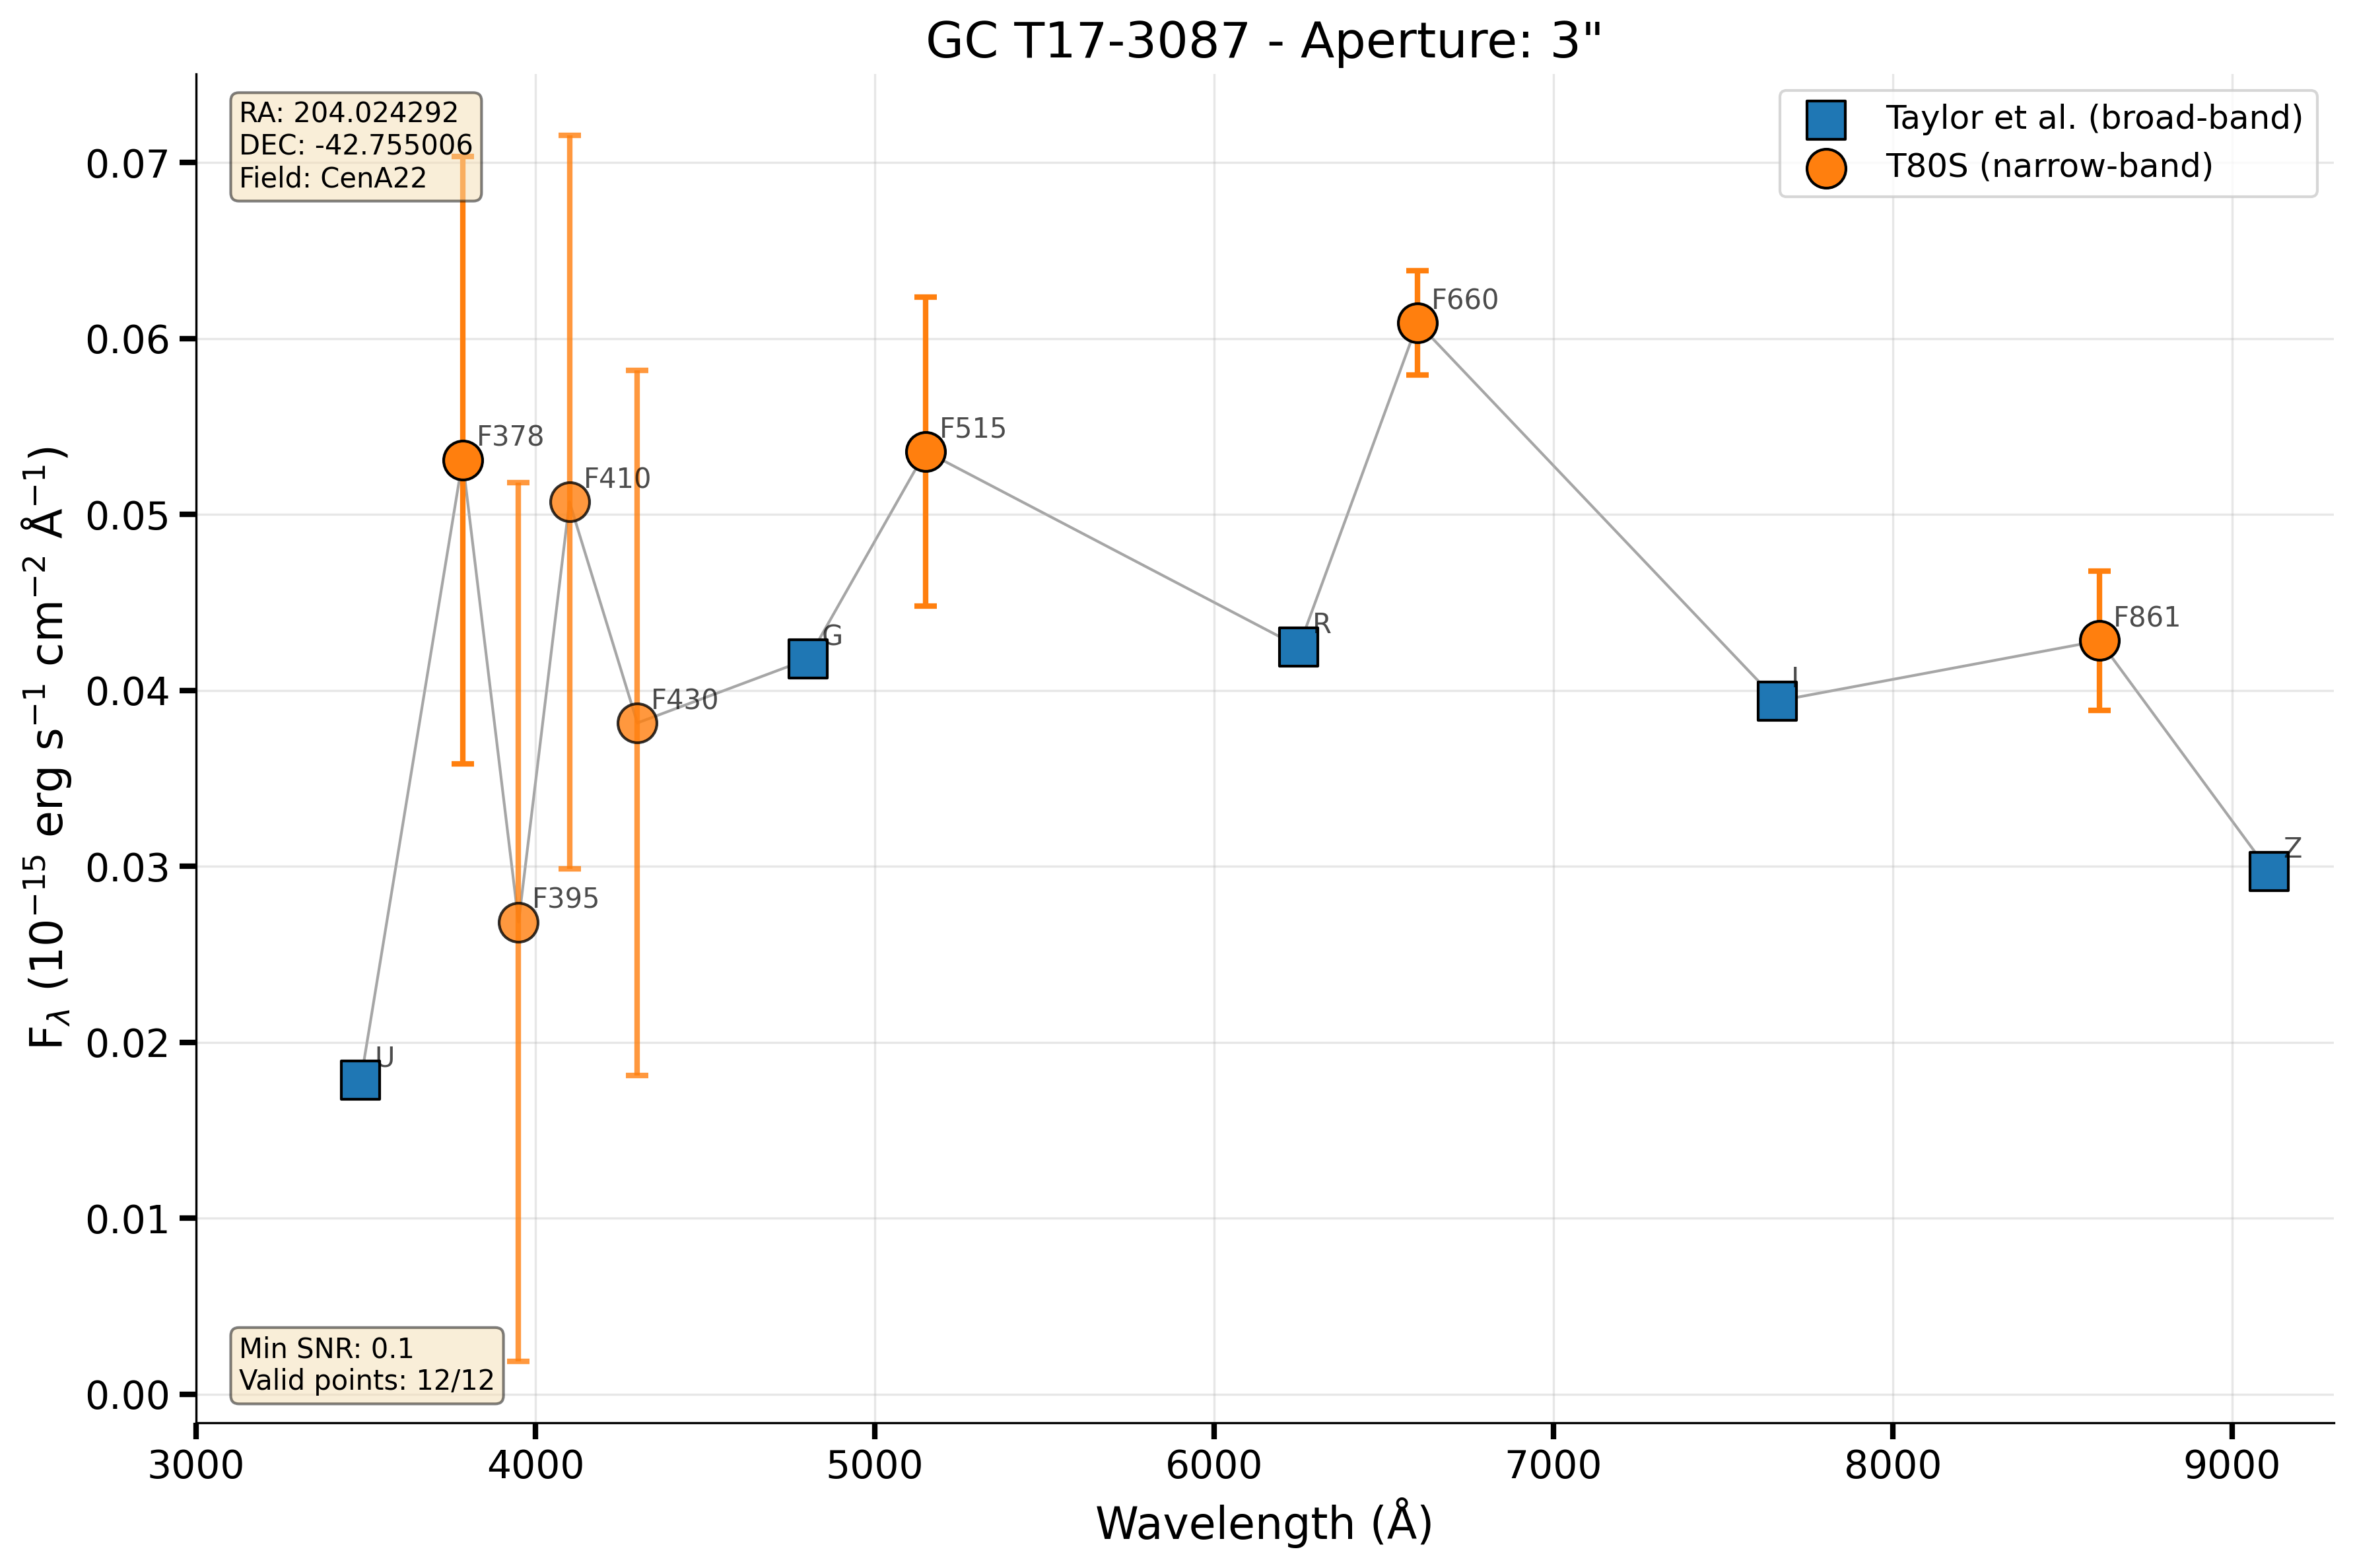 GC T17-3087 - Aperture: 3"
RA: 204.024292
DEC: -42.755006
Field: CenA22
Taylor et al. (broad-band)
T80S (narrow-band)
0.07
0.06
0.05
0.04
0.03
0.02
0.01
0.00
F_λ (10⁻¹⁵ erg s⁻¹ cm⁻² Å⁻¹)
F660
F378
F515
F410
G
R
F861
I
F430
F395
Z
U
Min SNR: 0.1
Valid points: 12/12
3000 4000 5000 6000 7000 8000 9000
Wavelength (Å)